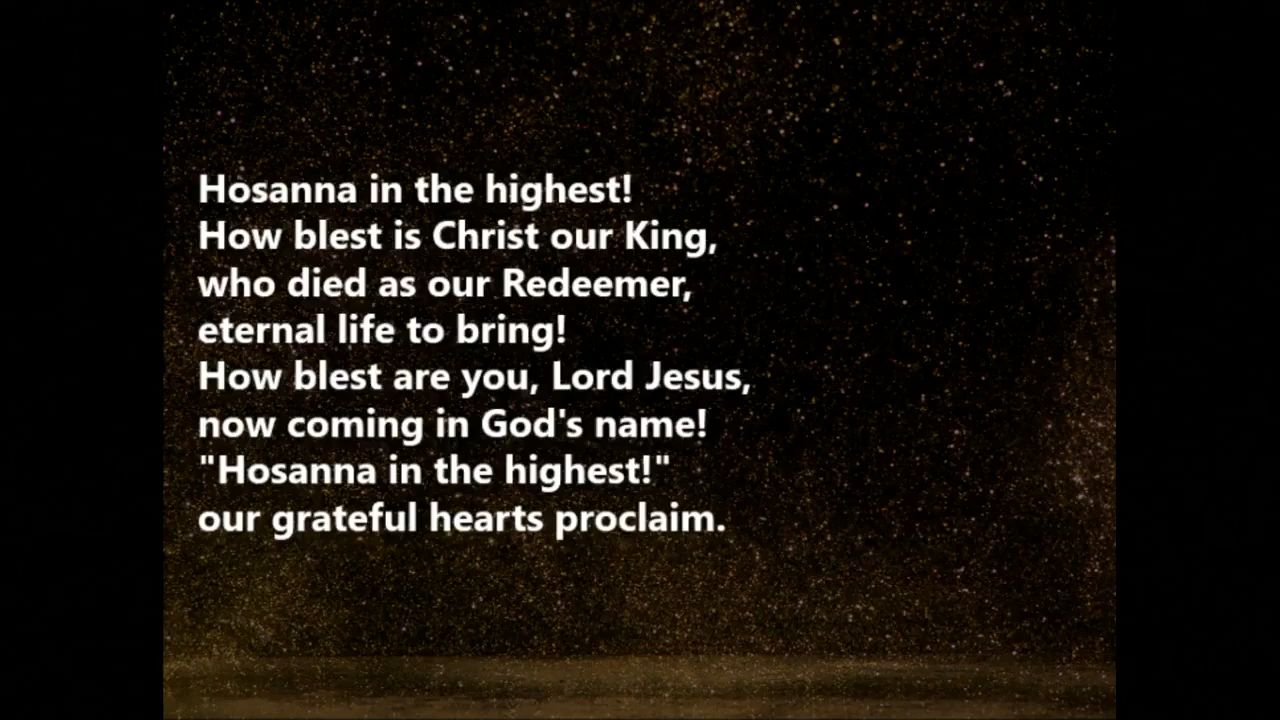 Hosanna in the highest!
How blest is Christ our King,
who died as our Redeemer,
eternal life to bring!
How blest are you, Lord Jesus,
now coming in God's name!
"Hosanna in the highest!"
our grateful hearts proclaim.